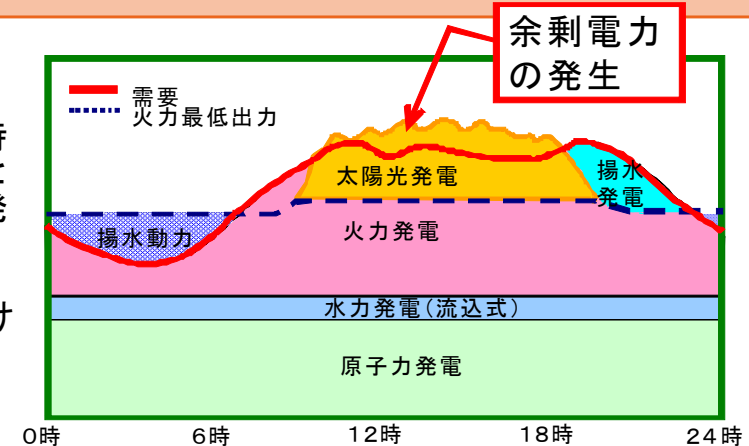 余剰電力
の発生
需要
火力最低出力
時
発
け
太陽光発電
揚水
発電
揚水動力
火力発電
水力発電(流込式)
原子力発電
0時
6時
12時
18時
24時